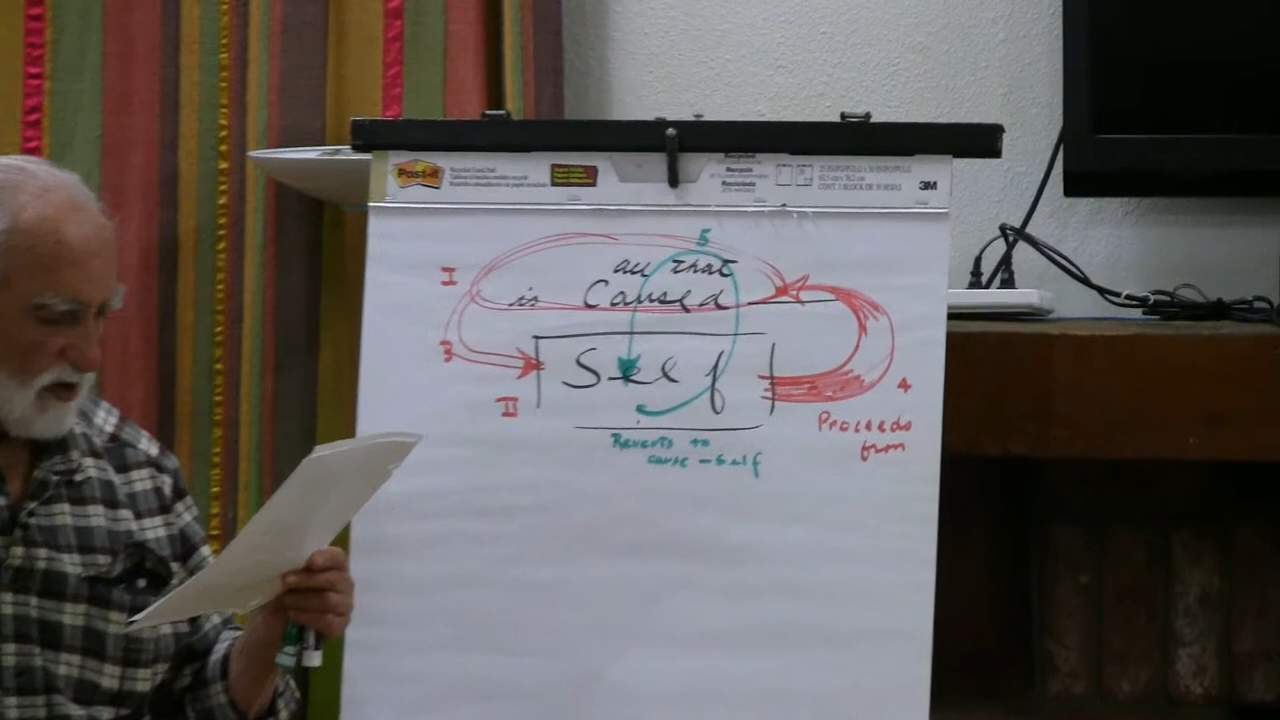 Post-it
3M
5
all that
I
is Caused
3
Self
4
II
Proceeds
from
Reverts to
cause - Self